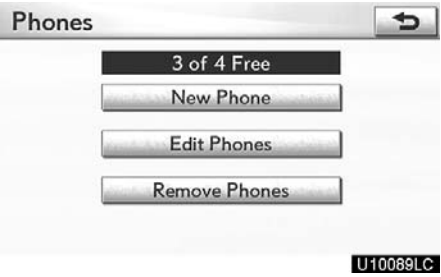 Phones
3 of 4 Free
New Phone
Edit Phones
Remove Phones
U10089LC